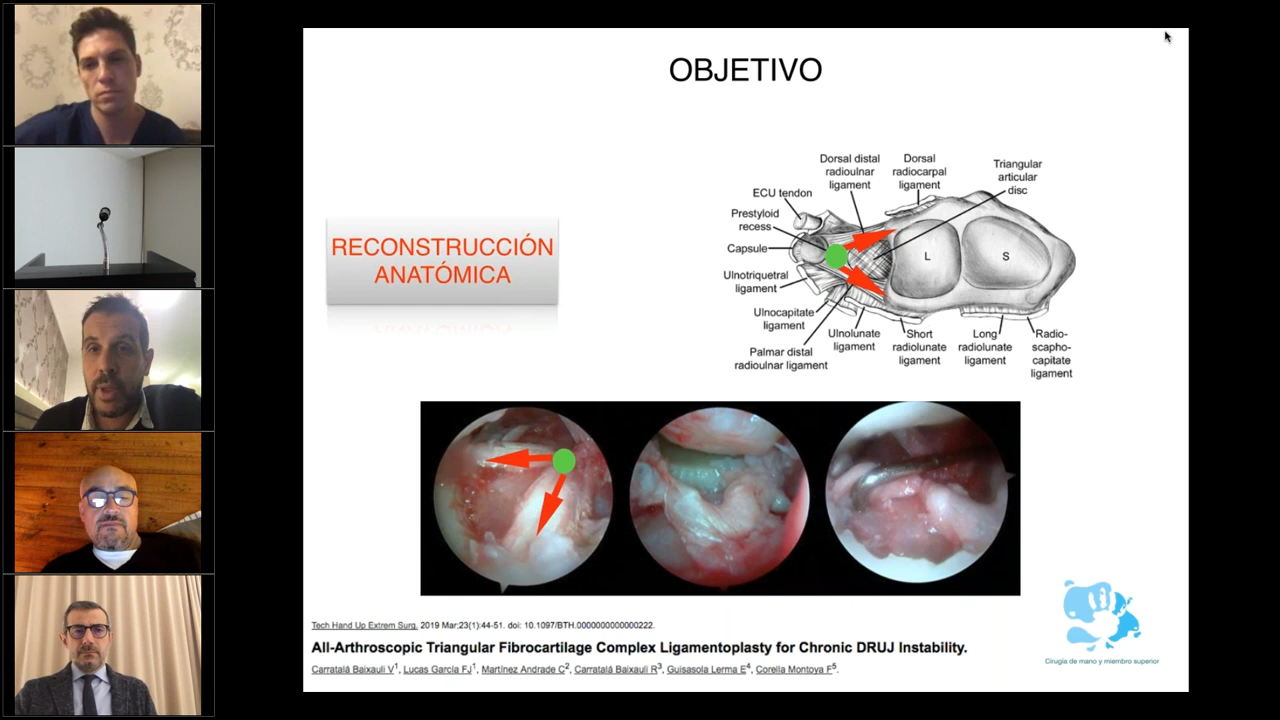 OBJETIVO
RECONSTRUCCIÓN
ANATÓMICA
Dorsal distal
radioulnar
ligament
Dorsal
radiocarpal
ligament
Triangular
articular
disc
ECU tendon
Prestyloid
recess
Capsule
Ulnotriquetral
ligament
L
S
Ulnocapitate
ligament
Palmar distal
radioulnar ligament
Ulnolunate
ligament
Short
radiolunate
ligament
Long
radiolunate
ligament
Radio-
scapho-
capitate
ligament
Tech Hand Up Extrem Surg. 2019 Mar;23(1):44-51. doi: 10.1097/BTH.0000000000000222.
All-Arthroscopic Triangular Fibrocartilage Complex Ligamentoplasty for Chronic DRUJ Instability.
Carratalá Baixauli V1, Lucas García FJ1, Martínez Andrade C2, Carratalá Baixauli R3, Guisasola Lerma E4, Corella Montoya F5.
Cirugía de mano y miembro superior